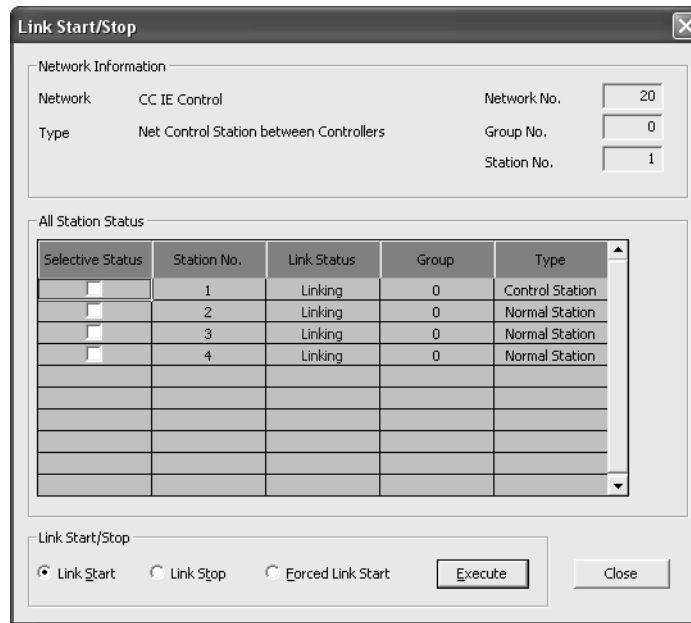 Link Start/Stop
Network Information
Network CC IE Control Network No. 20
Type Net Control Station between Controllers Group No. 0
Station No. 1
All Station Status
Selective Status Station No. Link Status Group Type
1 Linking 0 Control Station
2 Linking 0 Normal Station
3 Linking 0 Normal Station
4 Linking 0 Normal Station
Link Start/Stop
Link Start Link Stop Forced Link Start Execute Close